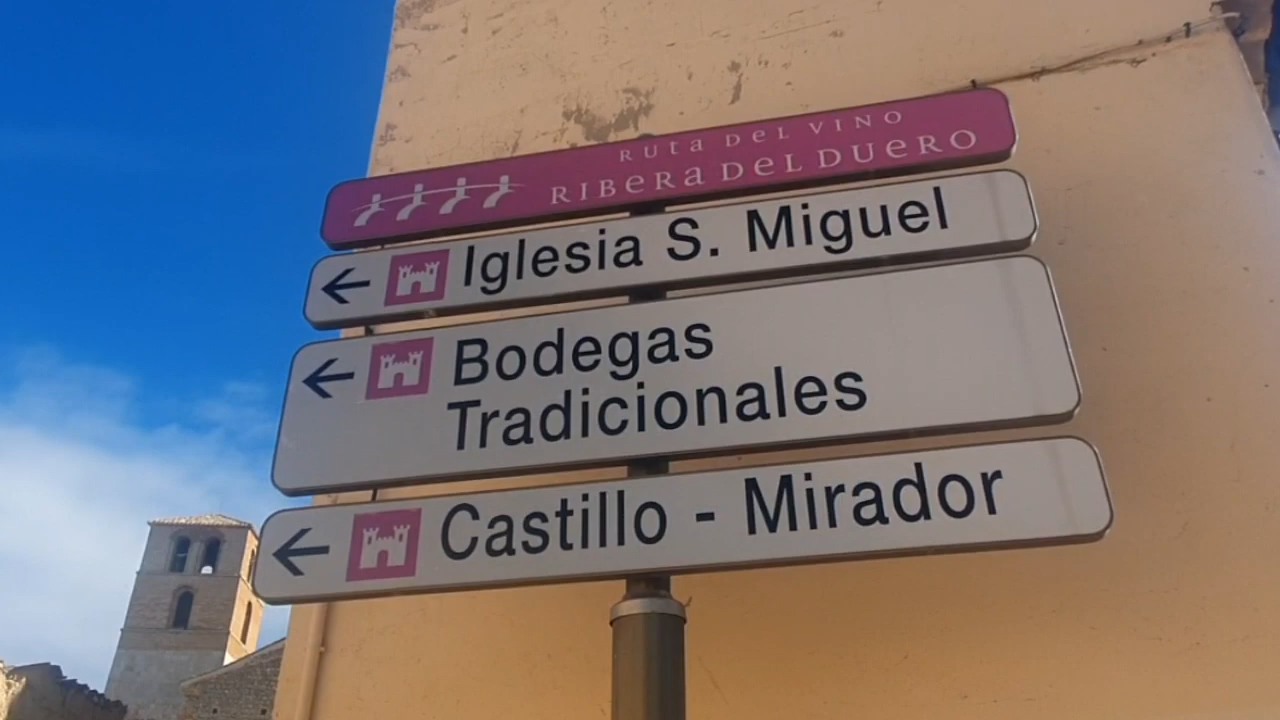 Ruta del vino
Ribera del Duero
Iglesia S. Miguel
Bodegas
Tradicionales
Castillo - Mirador